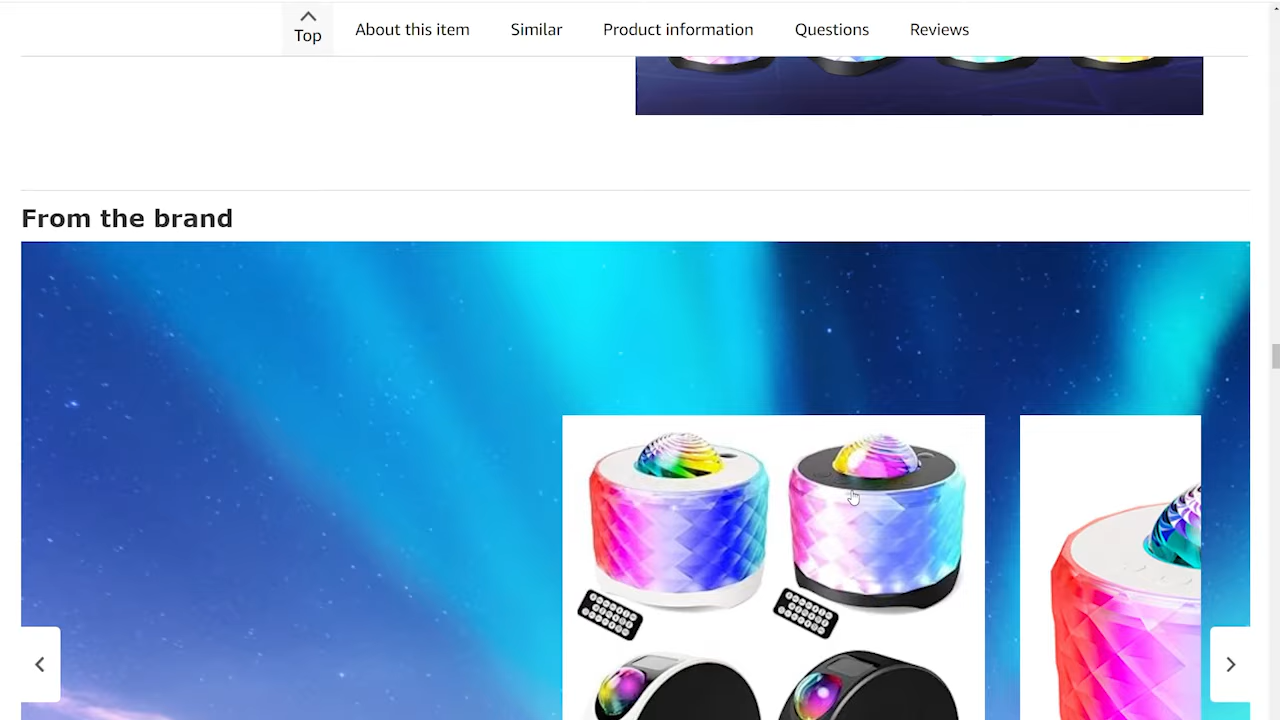 Top
About this item
Similar
Product information
Questions
Reviews
From the brand